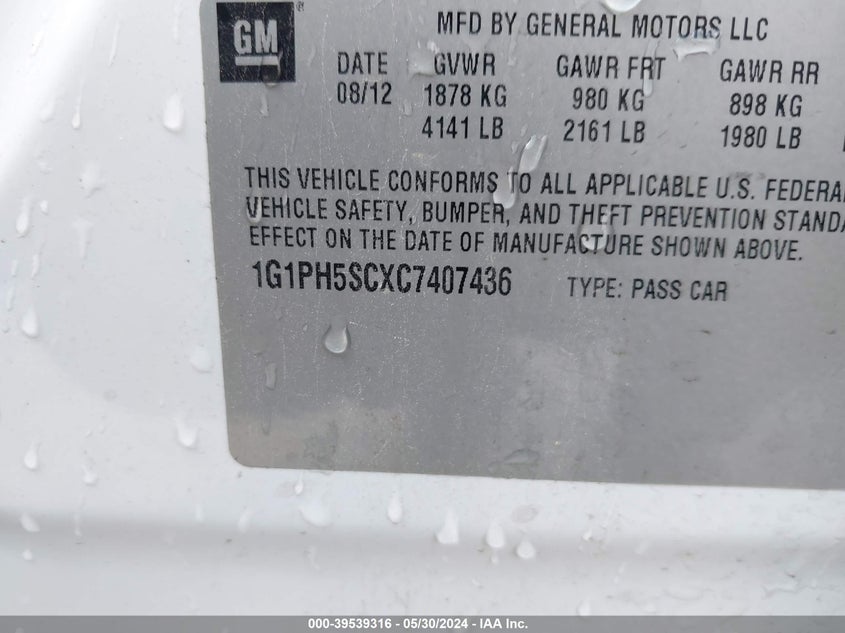 GM
MFD BY GENERAL MOTORS LLC
DATE GVWR GAWR FRT GAWR RR
08/12 1878 KG 980 KG 898 KG
4141 LB 2161 LB 1980 LB
THIS VEHICLE CONFORMS TO ALL APPLICABLE U.S. FEDERA
VEHICLE SAFETY, BUMPER, AND THEFT PREVENTION STANDA
EFFECT ON THE DATE OF MANUFACTURE SHOWN ABOVE.
1G1PH5SCXC7407436 TYPE: PASS CAR
000-39539316 - 05/30/2024 - IAA Inc.